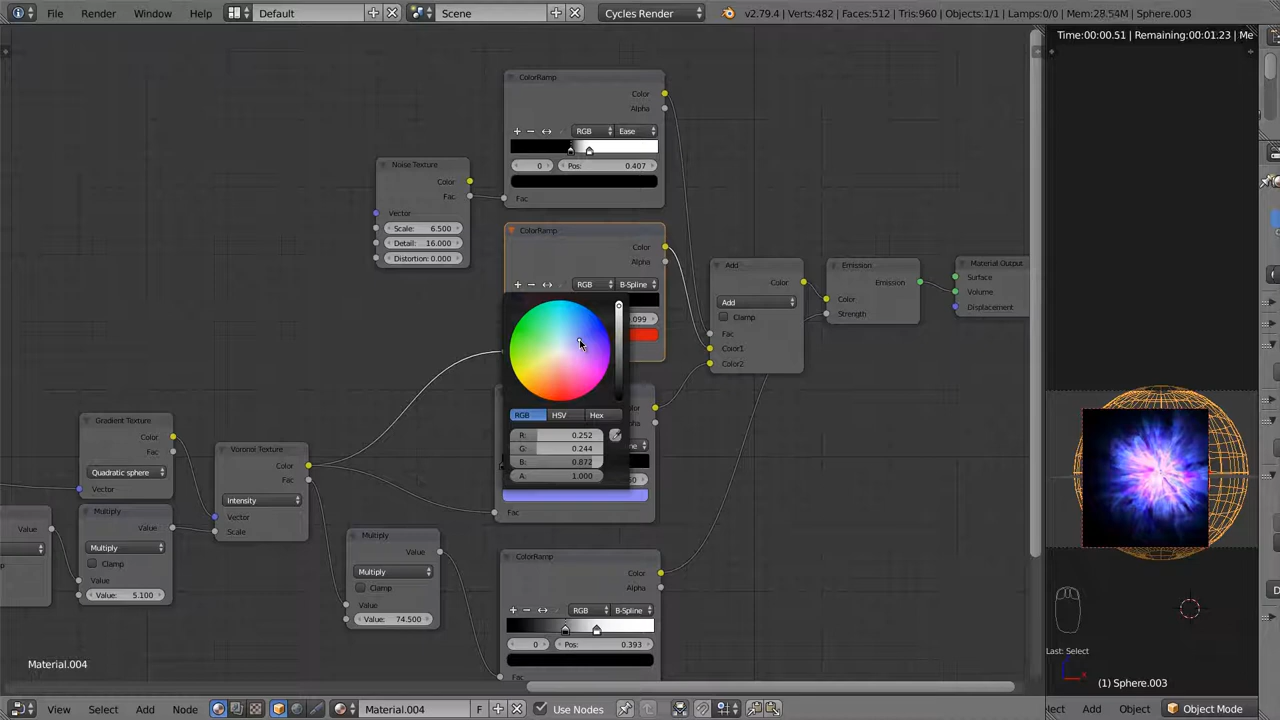 File Render Window Help Default Scene Cycles Render v2.79.4 | Verts:482 | Faces:512 | Tris:960 | Objects:1/1 | Lamps:0/0 | Mem:28.54M | Sphere.003
Time:00:00.51 | Remaining:00:01.23 | Me
ColorRamp
Color
Alpha
RGB Ease
0 Pos: 0.407
Fac
Noise Texture
Color
Fac
Vector
Scale: 6.500
Detail: 16.000
Distortion: 0.000
ColorRamp
Color
Alpha
RGB B-Spline
.099
RGB HSV Hex
R: 0.252
G: 0.244
B: 0.872
A: 1.000
Fac
Add
Color
Add
Clamp
Fac
Color1
Color2
Emission
Emission
Color
Strength
Material Output
Surface
Volume
Displacement
Gradient Texture
Color
Fac
Quadratic sphere
Vector
Value
Value
Multiply
Value
Multiply
Clamp
Value
Value: 5.100
Voronoi Texture
Color
Fac
Intensity
Vector
Scale
Multiply
Value
Multiply
Clamp
Value
Value: 74.500
ColorRamp
Color
Alpha
RGB B-Spline
0 Pos: 0.393
Fac
Material.004
Last: Select
(1) Sphere.003
View Select Add Node Material.004 F Use Nodes
Add Object Object Mode